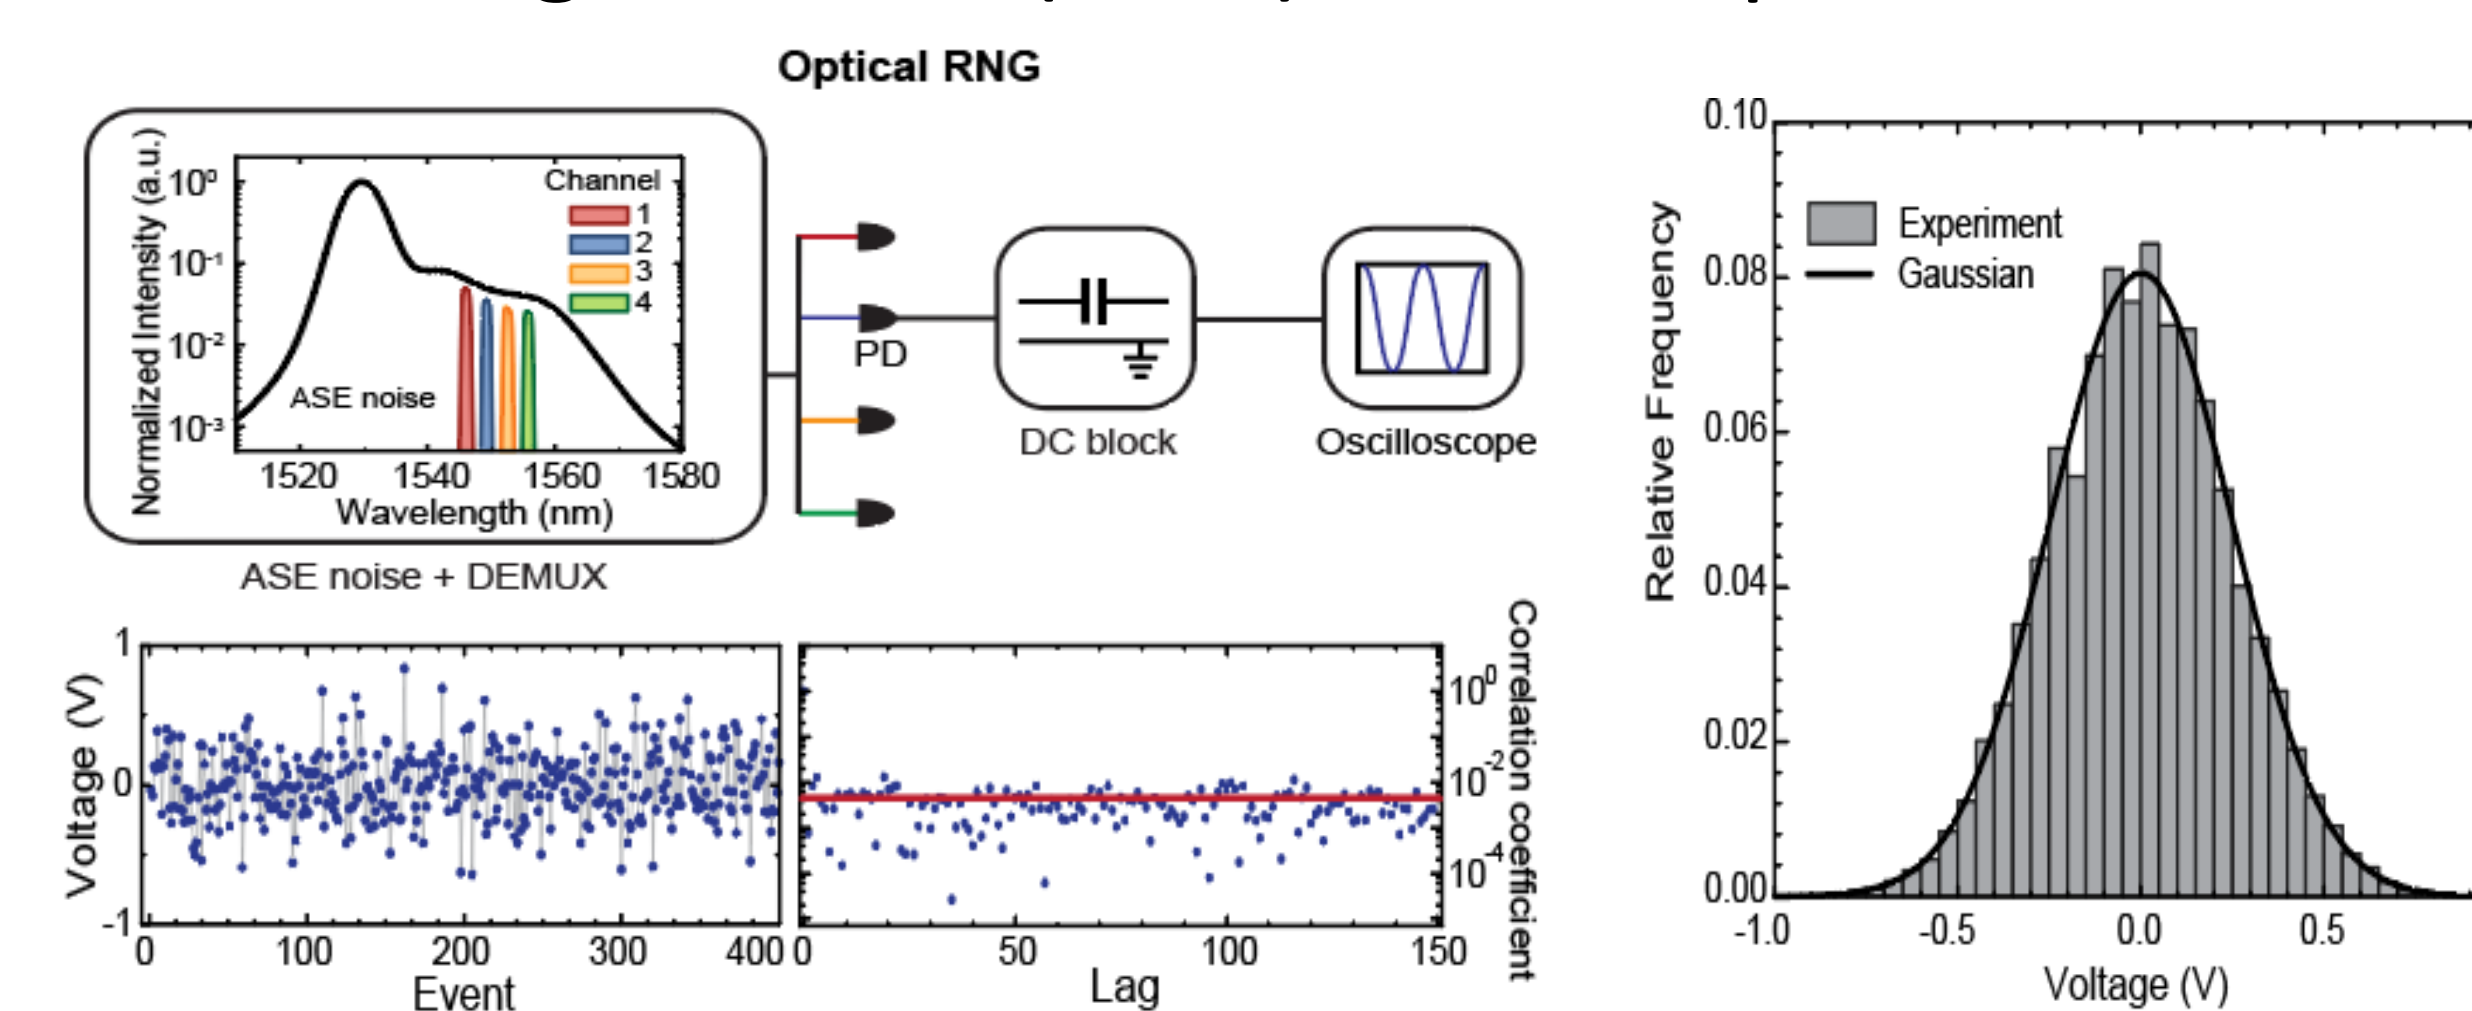 Optical RNG
Normalized Intensity (a.u.)
10⁰
10⁻¹
10⁻²
10⁻³
Channel
1
2
3
4
ASE noise
1520 1540 1560 1580
Wavelength (nm)
ASE noise + DEMUX
PD
DC block
Oscilloscope
Voltage (V)
1
0
-1
0 100 200 300 400
Event
0 50 100 150
Lag
10⁰
10⁻²
10⁻⁴
Correlation coefficient
Relative Frequency
0.10
0.08
0.06
0.04
0.02
0.00
Experiment
Gaussian
-1.0 -0.5 0.0 0.5
Voltage (V)